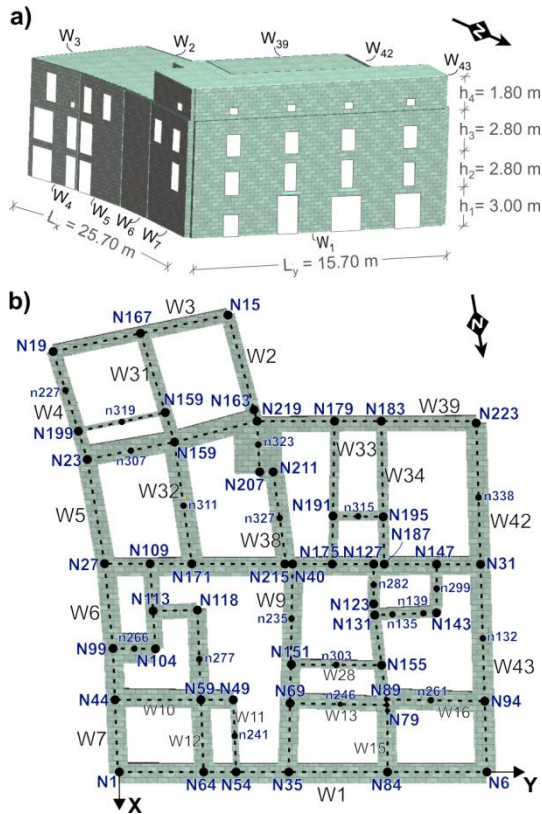 a)
W3 W2 W39 W42
W43
N
h4= 1.80 m
h3= 2.80 m
h2= 2.80 m
h1= 3.00 m
W4 W5 W6 W7
W1
Lx = 25.70 m
Ly = 15.70 m
b)
N
N15
N167 W3
N19
W31 W2
n227 N159 N163
W4 n319
N199 N219 N179 N183 W39 N223
N23 N159 n323
n307 W33
N207 N211 W34
W32 n338
W5 n311 n327 N191 n315 N195
W42
W38 N187
N27 N109 N175 N127 N147
N171 N215 N40 N31
n282 n299
W6 N113 N118 W9 N123 n139
n235 N131 n135 N143
n266 n132
N99 N104 n277 N151 n303 N155
W28 W43
N44 N59 N49 N69 n246 N89 n261 N94
W10 W11 W13 N79 W16
W7 W12 n241 W15
N1 N64 N54 N35 W1 N84 N6 Y
X